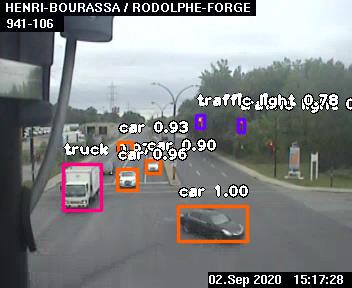 HENRI-BOURASSA / RODOLPHE-FORGE
941-106
traffic light 0.78
car 0.93
car 0.90
truck
car 0.96
car 1.00
02.Sep 2020 15:17:28